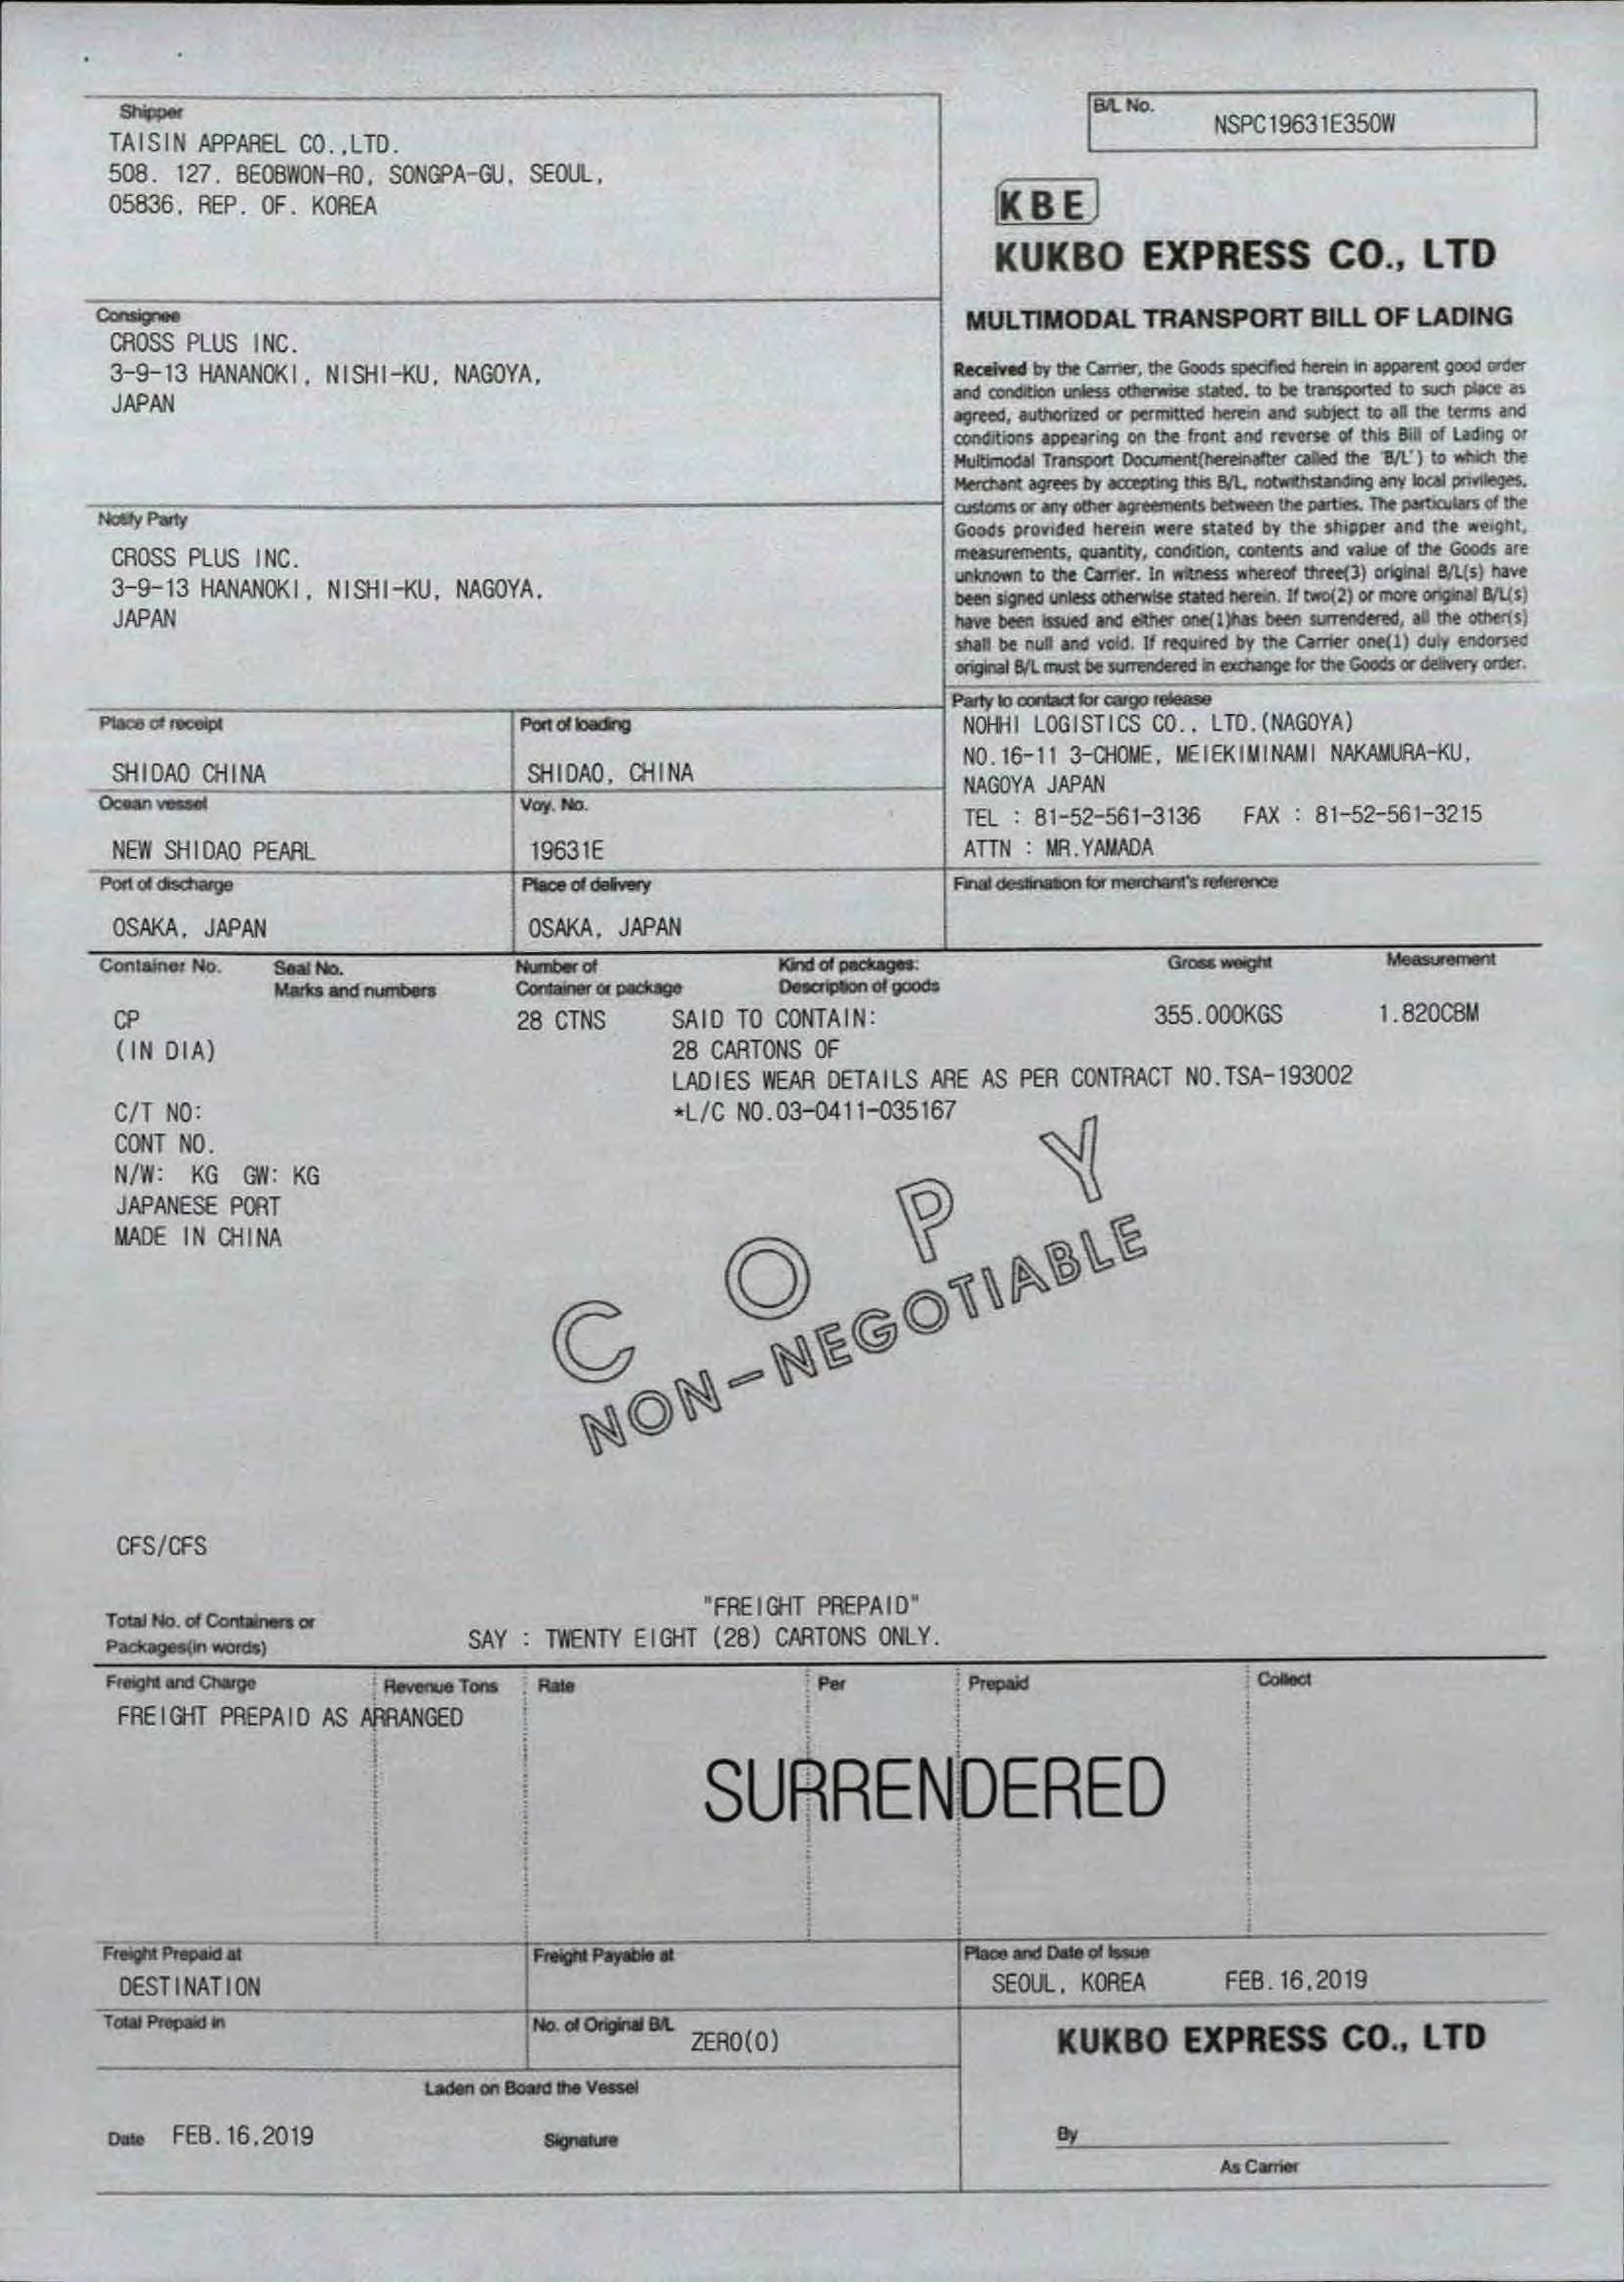 Shipper
TAISIN APPAREL CO.,LTD.
508. 127. BEOBWON-RO, SONGPA-GU, SEOUL,
05836, REP. OF. KOREA
B/L No.
NSPC19631E350W
KBE
KUKBO EXPRESS CO., LTD
MULTIMODAL TRANSPORT BILL OF LADING
Consignee
CROSS PLUS INC.
3-9-13 HANANOKI, NISHI-KU, NAGOYA,
JAPAN
Notify Party
CROSS PLUS INC.
3-9-13 HANANOKI, NISHI-KU, NAGOYA,
JAPAN
Received by the Carrier, the Goods specified herein in apparent good order
and condition unless otherwise stated, to be transported to such place as
agreed, authorized or permitted herein and subject to all the terms and
conditions appearing on the front and reverse of this Bill of Lading or
Multimodal Transport Document(hereinafter called the 'B/L') to which the
Merchant agrees by accepting this B/L, notwithstanding any local privileges,
customs or any other agreements between the parties. The particulars of the
Goods provided herein were stated by the shipper and the weight,
measurements, quantity, condition, contents and value of the Goods are
unknown to the Carrier. In witness whereof three(3) original B/L(s) have
been signed unless otherwise stated herein. If two(2) or more original B/L(s)
have been issued and either one(1)has been surrendered, all the other(s)
shall be null and void. If required by the Carrier one(1) duly endorsed
original B/L must be surrendered in exchange for the Goods or delivery order.
Party to contact for cargo release
NOHHI LOGISTICS CO., LTD.(NAGOYA)
NO.16-11 3-CHOME, MEIEKIMINAMI NAKAMURA-KU,
NAGOYA JAPAN
TEL : 81-52-561-3136 FAX : 81-52-561-3215
ATTN : MR.YAMADA
Place of receipt
SHIDAO CHINA
Port of loading
SHIDAO, CHINA
Ocean vessel
NEW SHIDAO PEARL
Voy. No.
19631E
Port of discharge
OSAKA, JAPAN
Place of delivery
OSAKA, JAPAN
Final destination for merchant's reference
Container No.
Seal No.
Marks and numbers
Number of
Container or package
Kind of packages:
Description of goods
Gross weight
Measurement
CP
(IN DIA)
C/T NO:
CONT NO.
N/W: KG GW: KG
JAPANESE PORT
MADE IN CHINA
28 CTNS
SAID TO CONTAIN:
28 CARTONS OF
LADIES WEAR DETAILS ARE AS PER CONTRACT NO.TSA-193002
*L/C NO.03-0411-035167
355.000KGS
1.820CBM
COPY
NON-NEGOTIABLE
CFS/CFS
"FREIGHT PREPAID"
Total No. of Containers or
Packages(in words)
SAY : TWENTY EIGHT (28) CARTONS ONLY.
Freight and Charge
Revenue Tons
Rate
Per
Prepaid
Collect
FREIGHT PREPAID AS ARRANGED
SURRENDERED
Freight Prepaid at
DESTINATION
Freight Payable at
Place and Date of Issue
SEOUL, KOREA FEB.16,2019
Total Prepaid in
No. of Original B/L
ZERO(0)
KUKBO EXPRESS CO., LTD
Laden on Board the Vessel
Date FEB.16,2019
Signature
By
As Carrier